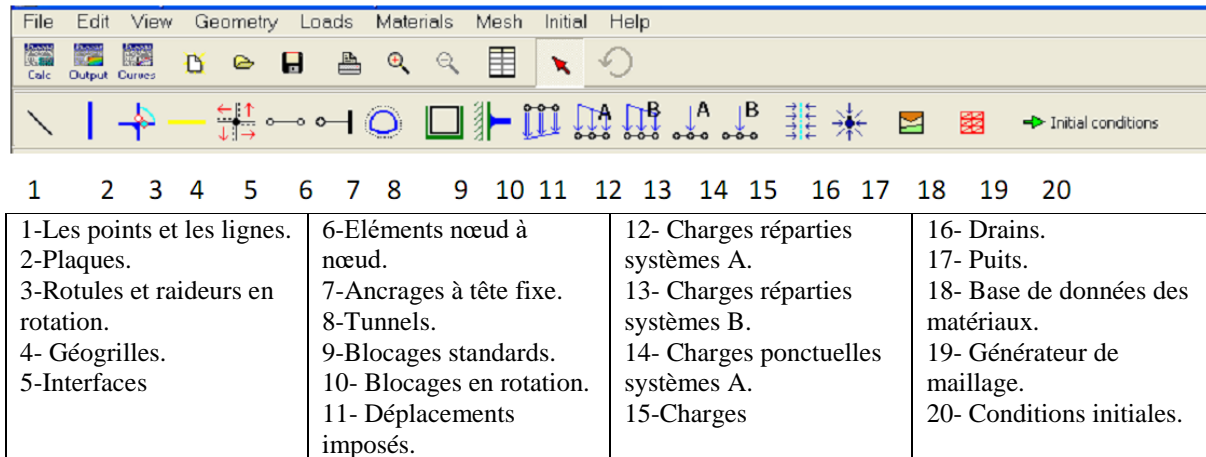 File Edit View Geometry Loads Materials Mesh Initial Help
Calc Output Curves
A B A B Initial conditions
1 2 3 4 5 6 7 8 9 10 11 12 13 14 15 16 17 18 19 20
1-Les points et les lignes.
2-Plaques.
3-Rotules et raideurs en
rotation.
4- Géogrilles.
5-Interfaces
6-Eléments nœud à
nœud.
7-Ancrages à tête fixe.
8-Tunnels.
9-Blocages standards.
10- Blocages en rotation.
11- Déplacements
imposés.
12- Charges réparties
systèmes A.
13- Charges réparties
systèmes B.
14- Charges ponctuelles
systèmes A.
15-Charges
16- Drains.
17- Puits.
18- Base de données des
matériaux.
19- Générateur de
maillage.
20- Conditions initiales.